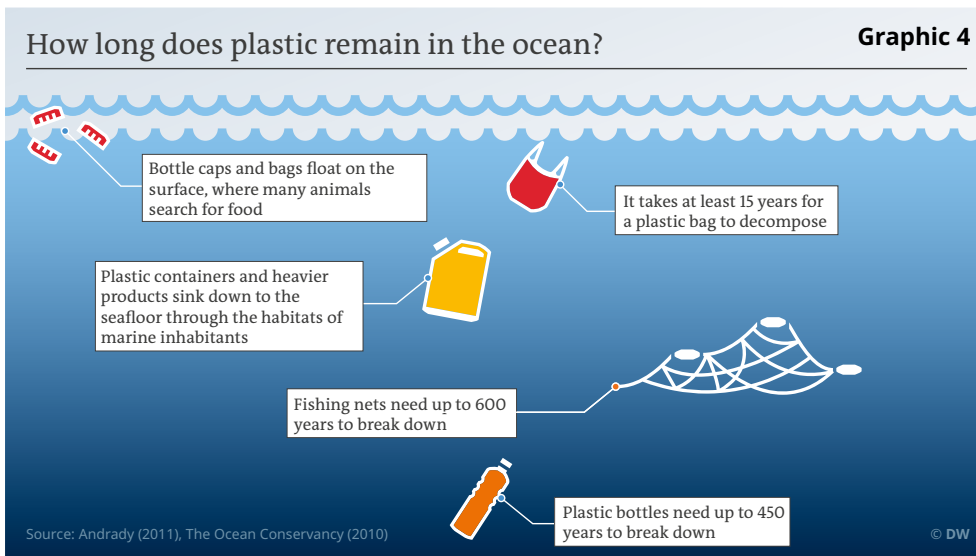 How long does plastic remain in the ocean?
Graphic 4
Bottle caps and bags float on the
surface, where many animals
search for food
It takes at least 15 years for
a plastic bag to decompose
Plastic containers and heavier
products sink down to the
seafloor through the habitats of
marine inhabitants
Fishing nets need up to 600
years to break down
Plastic bottles need up to 450
years to break down
Source: Andrady (2011), The Ocean Conservancy (2010)
© DW